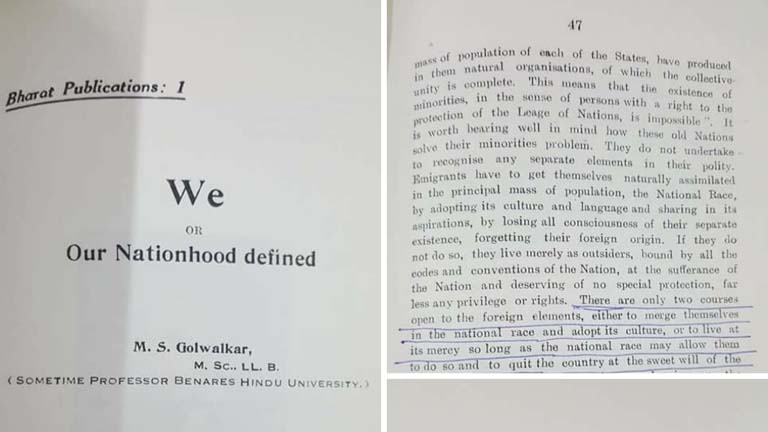 Bharat Publications: 1
We
OR
Our Nationhood defined
M. S. Golwalkar,
M. Sc., LL. B.
( SOMETIME PROFESSOR BENARES HINDU UNIVERSITY.)
47
mass of population of each of the States, have produced
in them natural organisations, of which the collective
unity is complete. This means that the existence of
minorities, in the sense of persons with a right to the
protection of the Leage of Nations, is impossible ". It
is worth bearing well in mind how these old Nations
solve their minorities problem. They do not undertake
to recognise any separate elements in their polity.
Emigrants have to get themselves naturally assimilated
in the principal mass of population, the National Race,
by adopting its culture and language and sharing in its
aspirations, by losing all consciousness of their separate
existence, forgetting their foreign origin. If they do
not do so, they live merely as outsiders, bound by all the
codes and conventions of the Nation, at the sufferance of
the Nation and deserving of no special protection, far
less any privilege or rights. There are only two courses
open to the foreign elements, either to merge themselves
in the national race and adopt its culture, or to live at
its mercy so long as the national race may allow them
to do so and to quit the country at the sweet will of the